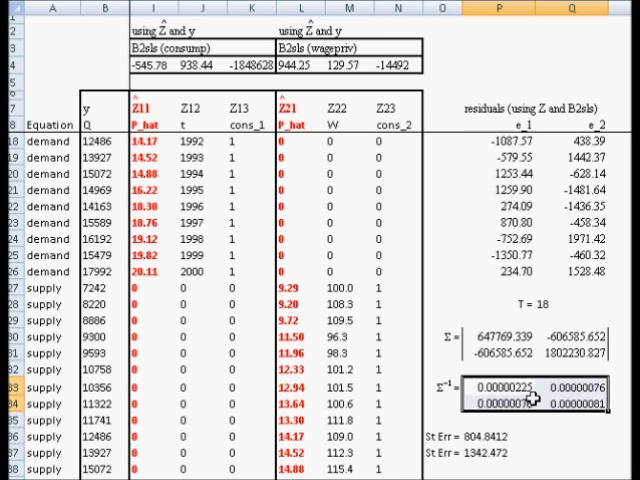 A B I J K L M N O P Q
1
2 using Z^ and y using Z^ and y
3 B2sls (consump) B2sls (wagepriv)
4 -545.78 938.44 -1848628 944.25 129.57 -14492
5
6
7 y Z11 Z12 Z13 Z21 Z22 Z23 residuals (using Z and B2sls)
8 Equation Q P_hat t cons_1 P_hat W cons_2 e_1 e_2
18 demand 12486 14.17 1992 1 0 0 0 -1087.57 438.39
19 demand 13927 14.52 1993 1 0 0 0 -579.55 1442.37
20 demand 15072 14.88 1994 1 0 0 0 1253.44 -628.14
21 demand 14969 16.22 1995 1 0 0 0 1259.90 -1481.64
22 demand 14163 18.30 1996 1 0 0 0 274.09 -1436.35
23 demand 15589 18.76 1997 1 0 0 0 870.80 -458.34
24 demand 16192 19.12 1998 1 0 0 0 -752.69 1971.42
25 demand 15479 19.82 1999 1 0 0 0 -1350.77 -460.32
26 demand 17992 20.11 2000 1 0 0 0 234.70 1528.48
27 supply 7242 0 0 0 9.29 100.0 1
28 supply 8220 0 0 0 9.20 108.3 1 T = 18
29 supply 8886 0 0 0 9.72 109.5 1
30 supply 9300 0 0 0 11.50 96.3 1 Σ = 647769.339 -606585.652
31 supply 9593 0 0 0 11.96 98.3 1 -606585.652 1802230.827
32 supply 10758 0 0 0 12.33 101.2 1
33 supply 10356 0 0 0 12.94 101.5 1 Σ⁻¹ = 0.00000225 0.00000076
34 supply 11322 0 0 0 13.64 100.6 1 0.00000076 0.00000081
35 supply 11741 0 0 0 13.30 111.8 1
36 supply 12486 0 0 0 14.17 109.0 1 St Err = 804.8412
37 supply 13927 0 0 0 14.52 112.3 1 St Err = 1342.472
38 supply 15072 0 0 0 14.88 115.4 1